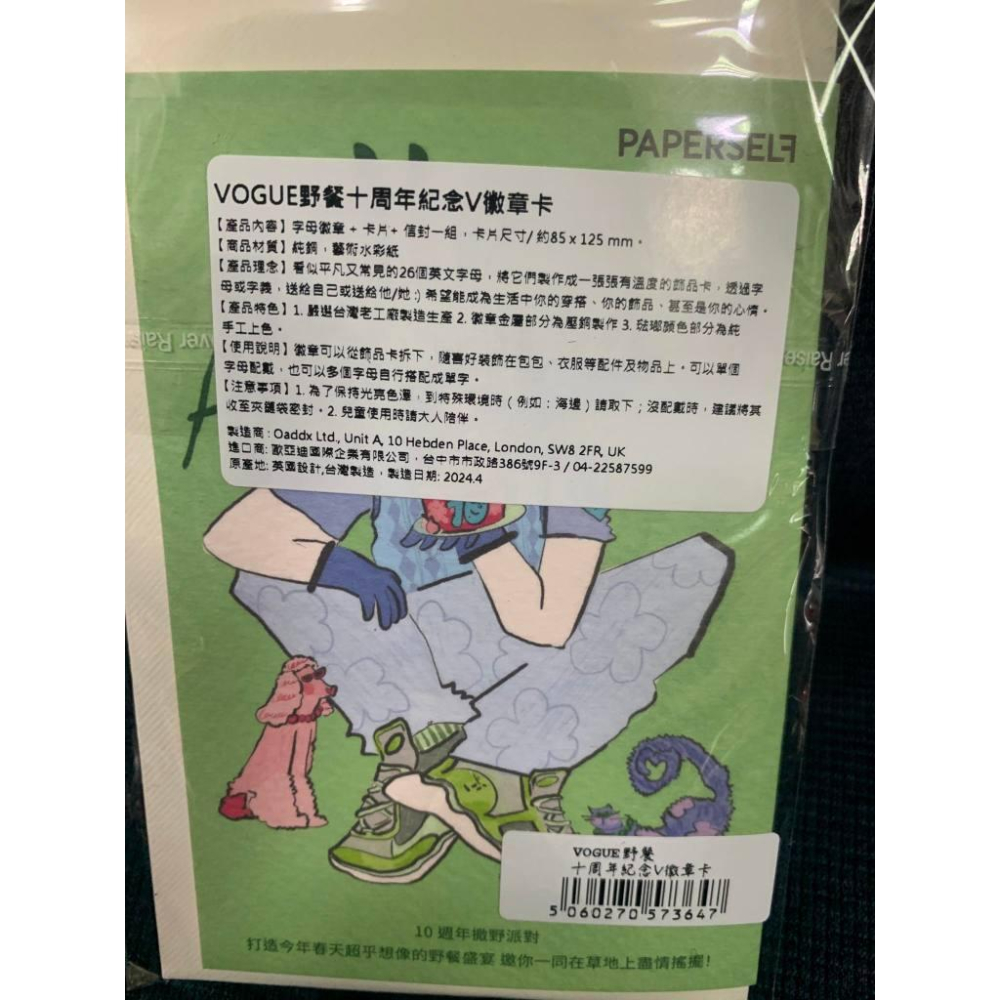 PAPERSELF
VOGUE野餐十周年紀念V徽章卡
【產品內容】字母徽章 + 卡片+ 信封一組，卡片尺寸/ 約85 x 125 mm。
【商品材質】純銅，藝術水彩紙
【產品理念】看似平凡又常見的26個英文字母，將它們製作成一張張有溫度的飾品卡，透過字
母或字義，送給自己或送給他/她:) 希望能成為生活中你的穿搭、你的飾品、甚至是你的心情。
【產品特色】1. 嚴選台灣老工廠製造生產 2. 徽章金屬部分為壓銅製作 3. 琺瑯顏色部分為純
手工上色。
【使用說明】徽章可以從飾品卡拆下，隨喜好裝飾在包包、衣服等配件及物品上。可以單個
字母配戴，也可以多個字母自行搭配成單字。
【注意事項】1. 為了保持光亮色澤，到特殊環境時（例如：海邊）請取下；沒配戴時，建議將其
收至夾鏈袋密封。2. 兒童使用時請大人陪伴。
製造商 : Oaddx Ltd., Unit A, 10 Hebden Place, London, SW8 2FR, UK
進口商: 歐亞迪國際企業有限公司，台中市市政路386號9F-3 / 04-22587599
原產地: 英國設計,台灣製造，製造日期: 2024.4
10
VOGUE野餐
十周年紀念V徽章卡
5 060270 573647
10 週年撒野派對
打造今年春天超乎想像的野餐盛宴 邀你一同在草地上盡情搖擺!